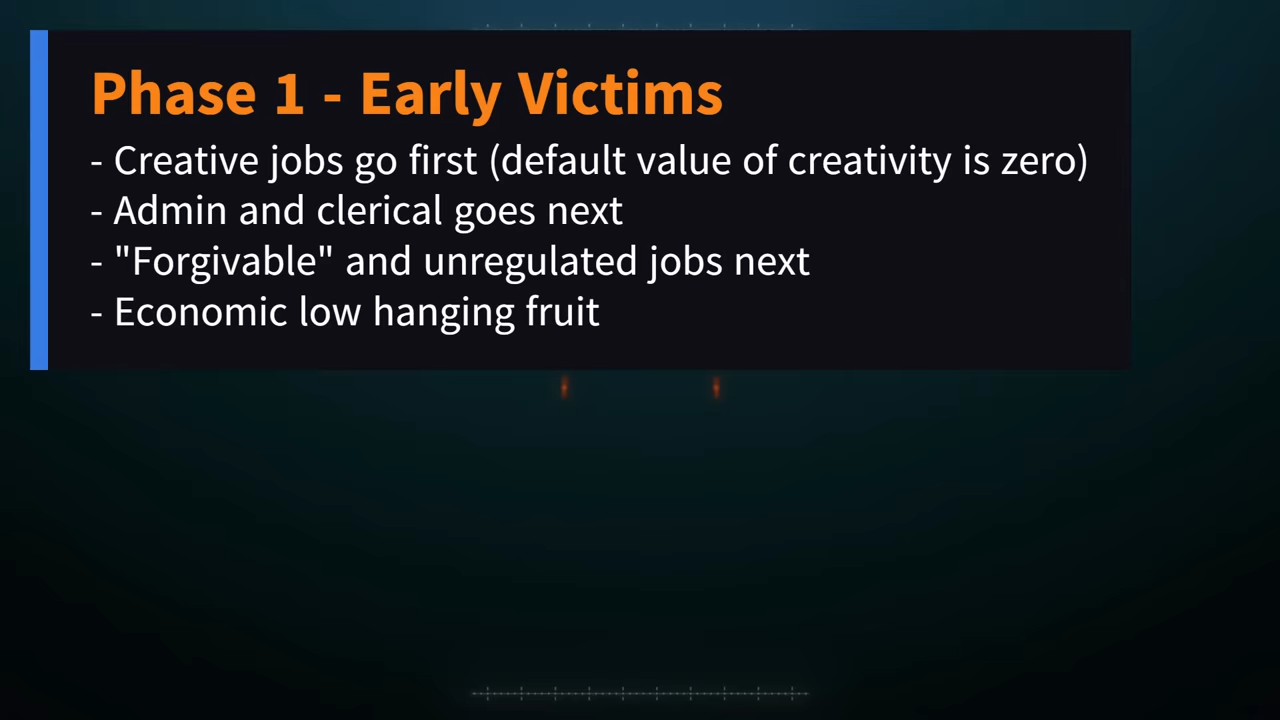 Phase 1 - Early Victims
- Creative jobs go first (default value of creativity is zero)
- Admin and clerical goes next
- "Forgivable" and unregulated jobs next
- Economic low hanging fruit